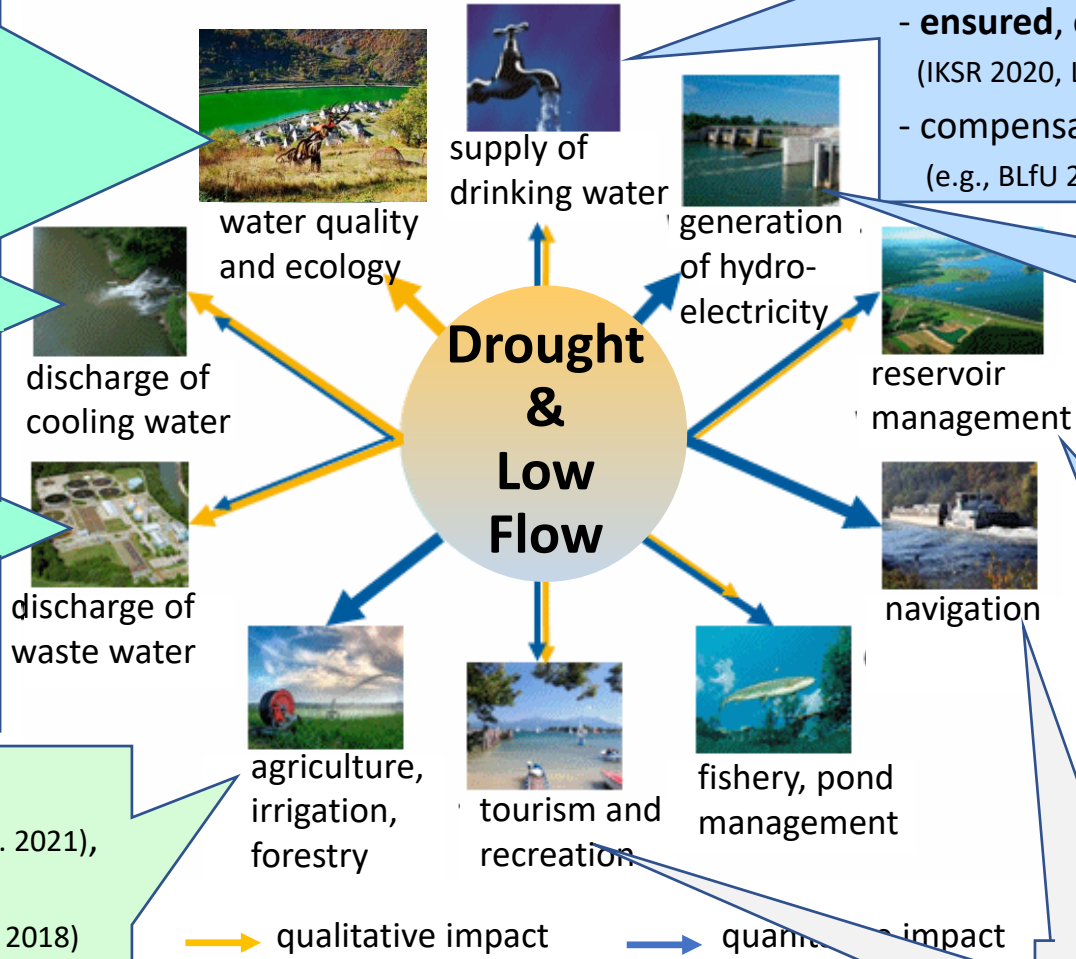 - ensured,
(IKSR 2020,
- compensa
(e.g., BLfU 2
supply of
drinking water
water quality
and ecology
generation
of hydro-
electricity
discharge of
cooling water
Drought
&
Low
Flow
reservoir
management
discharge of
waste water
navigation
agriculture,
irrigation,
forestry
tourism and
recreation
fishery, pond
management
. 2021),
2018)
qualitative impact
impact